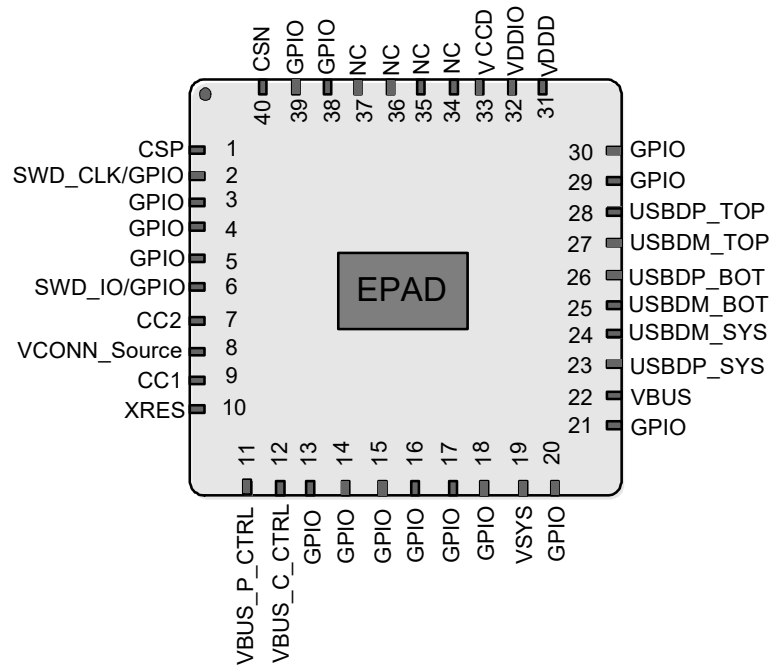 CSN
GPIO
GPIO
NC
NC
NC
NC
VCCD
VDDIO
VDDD
40
39
38
37
36
35
34
33
32
31
CSP 1
SWD_CLK/GPIO 2
GPIO 3
GPIO 4
GPIO 5
SWD_IO/GPIO 6
CC2 7
VCONN_Source 8
CC1 9
XRES 10
EPAD
30 GPIO
29 GPIO
28 USBDP_TOP
27 USBDM_TOP
26 USBDP_BOT
25 USBDM_BOT
24 USBDM_SYS
23 USBDP_SYS
22 VBUS
21 GPIO
11
12
13
14
15
16
17
18
19
20
VBUS_P_CTRL
VBUS_C_CTRL
GPIO
GPIO
GPIO
GPIO
GPIO
GPIO
VSYS
GPIO